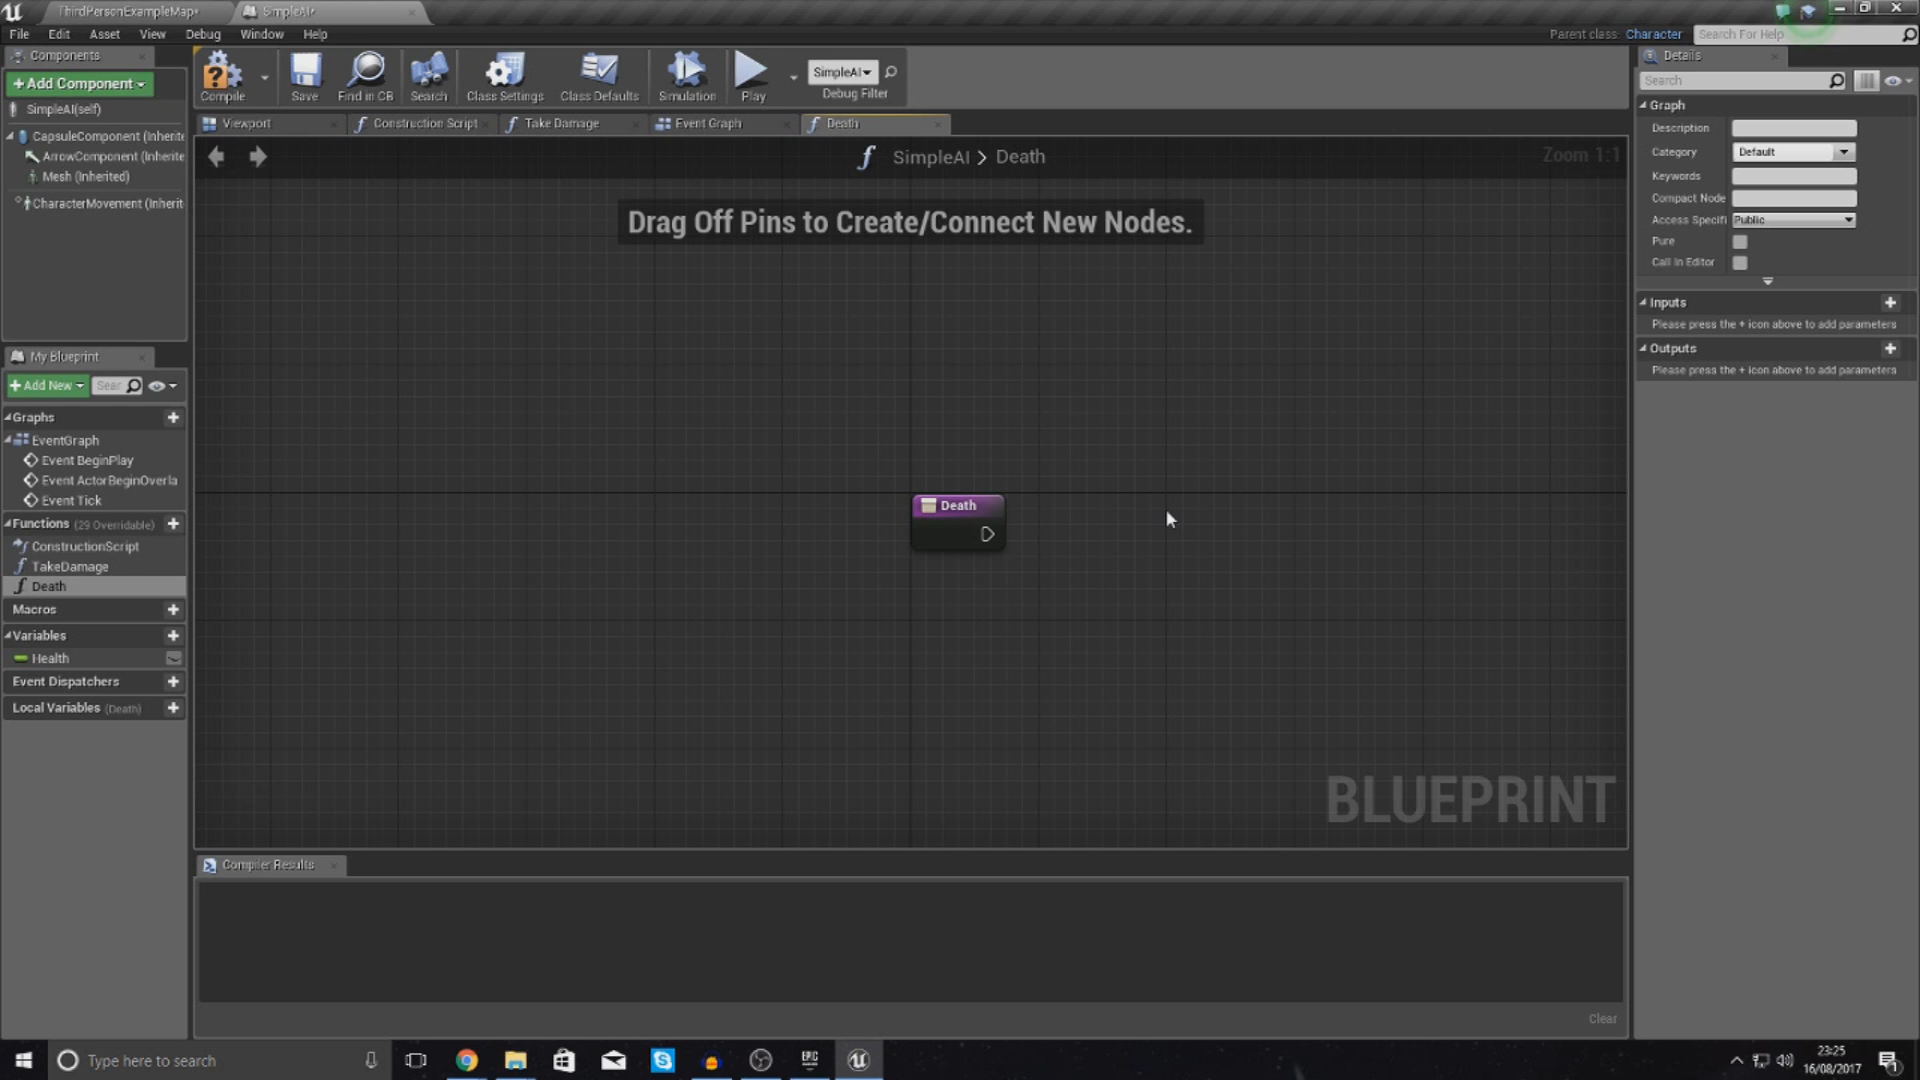 ThirdPersonExampleMap*
SimpleAI*
File Edit Asset View Debug Window Help
Parent class: Character
Search For Help
Components
+Add Component
SimpleAI(self)
CapsuleComponent (Inherite
ArrowComponent (Inherite
Mesh (Inherited)
CharacterMovement (Inherit
Compile Save Find in CB Search Class Settings Class Defaults Simulation Play
SimpleAI
Debug Filter
Viewport Construction Script Take Damage Event Graph Death
SimpleAI > Death
Zoom 1:1
Drag Off Pins to Create/Connect New Nodes.
Death
BLUEPRINT
My Blueprint
+Add New
Sear
Graphs
EventGraph
Event BeginPlay
Event ActorBeginOverla
Event Tick
Functions (29 Overridable)
ConstructionScript
TakeDamage
Death
Macros
Variables
Health
Event Dispatchers
Local Variables (Death)
Compiler Results
Clear
Details
Search
Graph
Description
Category Default
Keywords
Compact Node
Access Specifi Public
Pure
Call In Editor
Inputs
Please press the + icon above to add parameters
Outputs
Please press the + icon above to add parameters
Type here to search
EPIC
23:25
16/08/2017
1